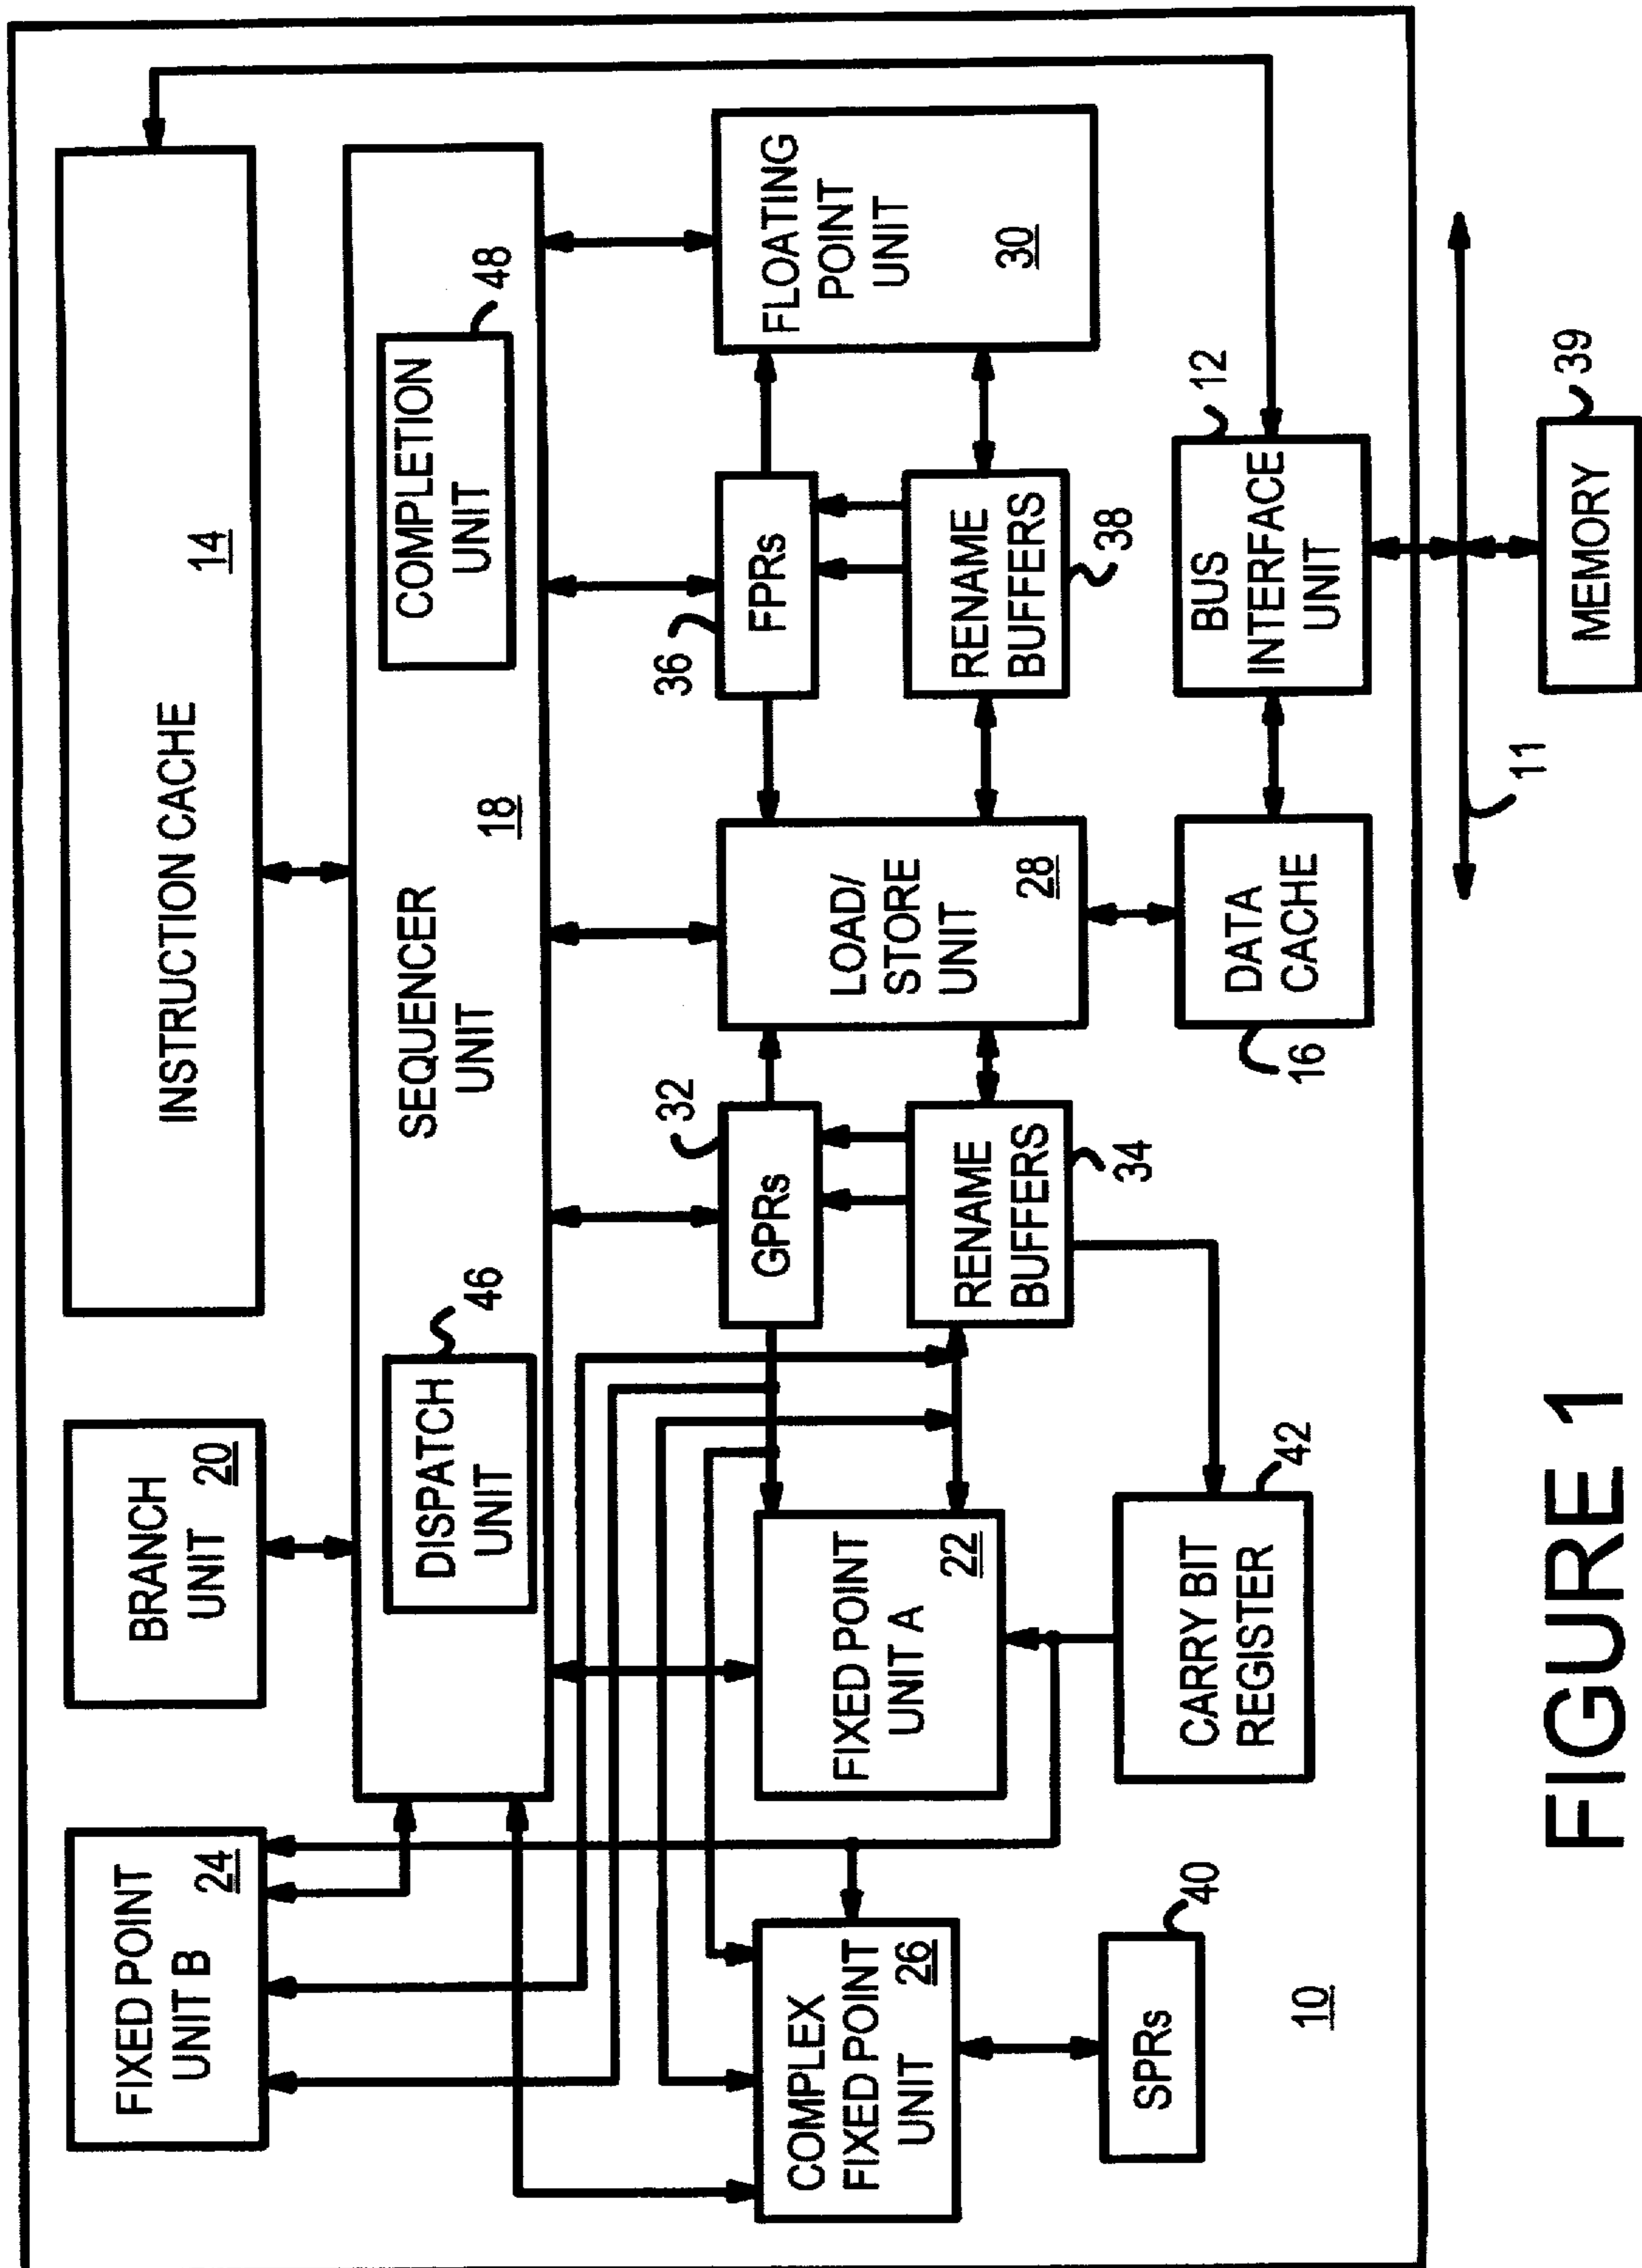 FIXED POINT
UNIT B
24
BRANCH
UNIT
20
INSTRUCTION CACHE
14
DISPATCH
UNIT
46
SEQUENCER
UNIT
18
COMPLETION
UNIT
48
COMPLEX
FIXED POINT
UNIT
26
FIXED POINT
UNIT A
22
GPRs
32
RENAME
BUFFERS
34
LOAD/
STORE
UNIT
28
FPRs
36
RENAME
BUFFERS
38
FLOATING
POINT
UNIT
30
SPRs
40
CARRY BIT
REGISTER
42
DATA
CACHE
16
BUS
INTERFACE
UNIT
12
10
11
MEMORY
39
FIGURE 1